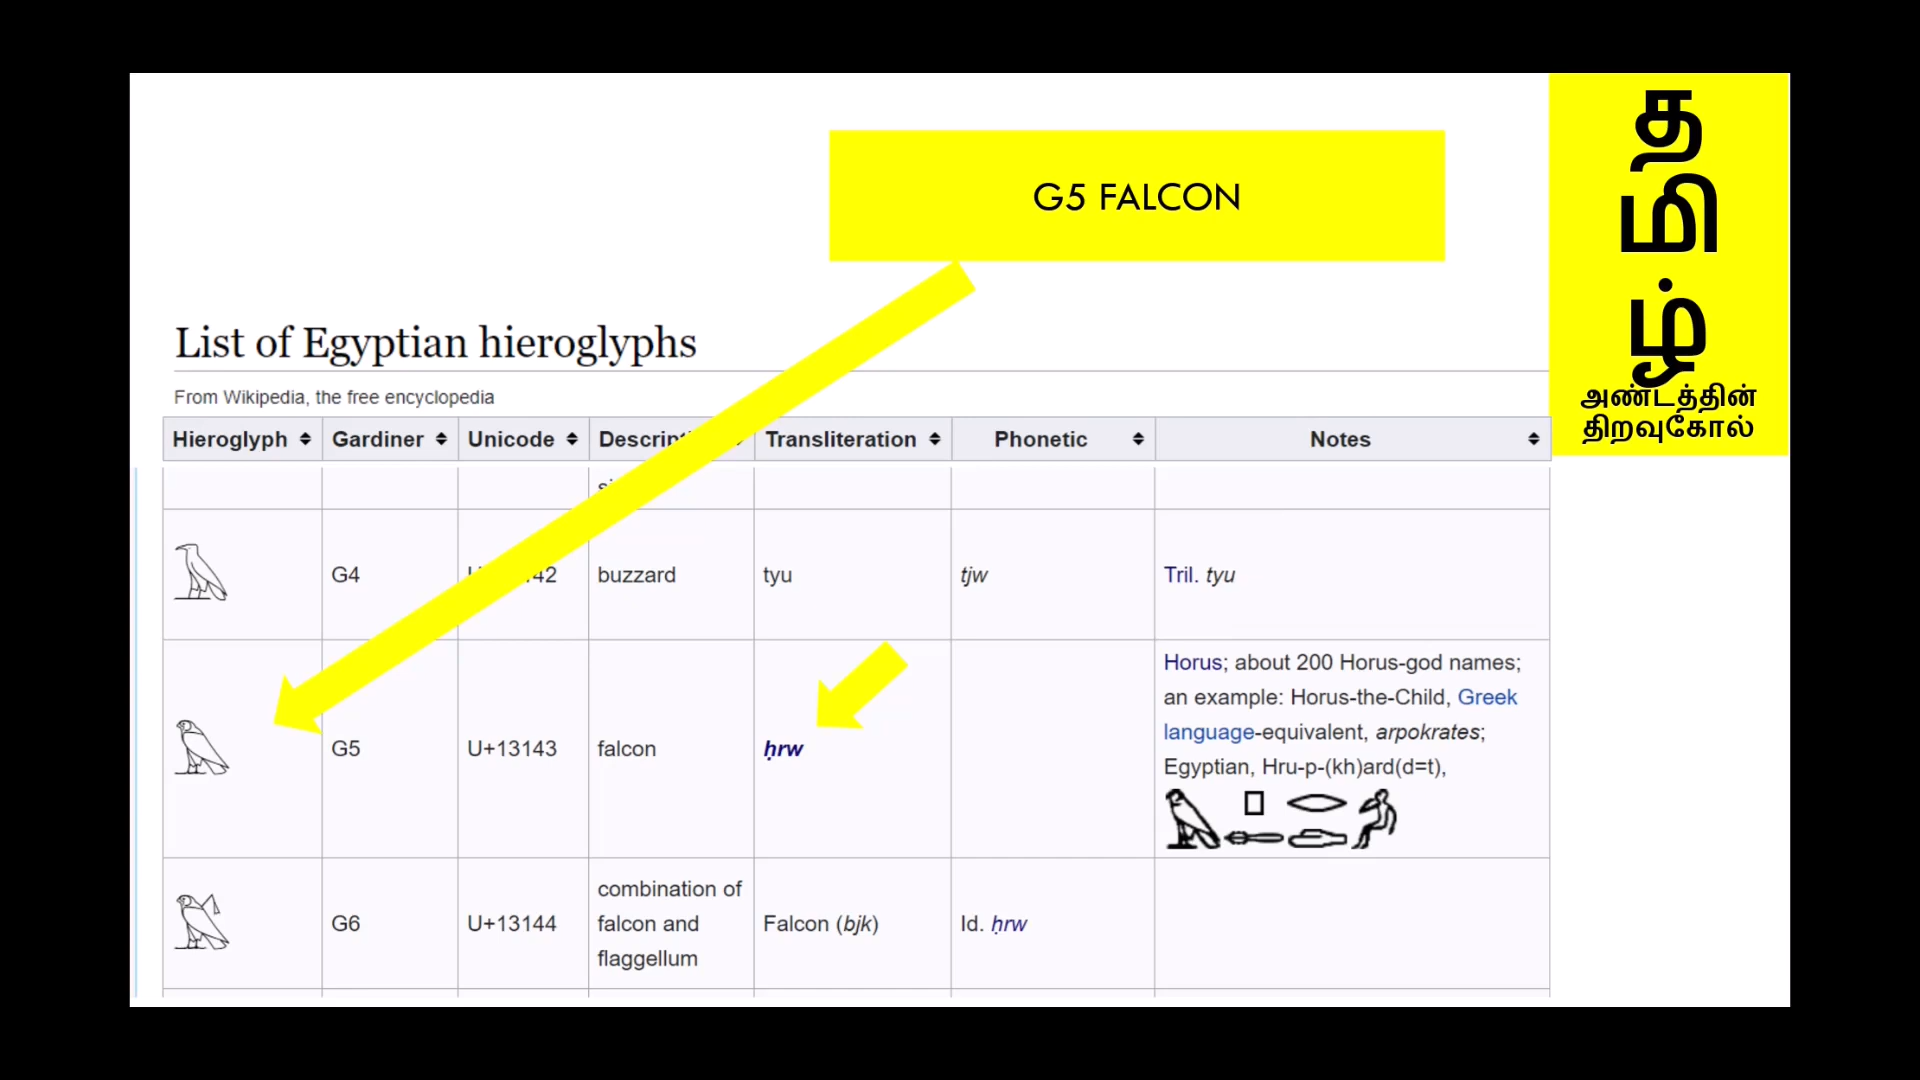 G5 FALCON
த
மி
ழ்
அண்டத்தின்
திறவுகோல்
List of Egyptian hieroglyphs
From Wikipedia, the free encyclopedia
Hieroglyph Gardiner Unicode Transliteration Phonetic Notes
G4 buzzard tyu tjw Tril. tyu
Horus; about 200 Horus-god names;
an example: Horus-the-Child, Greek
language-equivalent, arpokrates;
G5 U+13143 falcon ḥrw
Egyptian, Hru-p-(kh)ard(d=t),
combination of
G6 U+13144 falcon and Falcon (bjk) Id. ḥrw
flaggellum